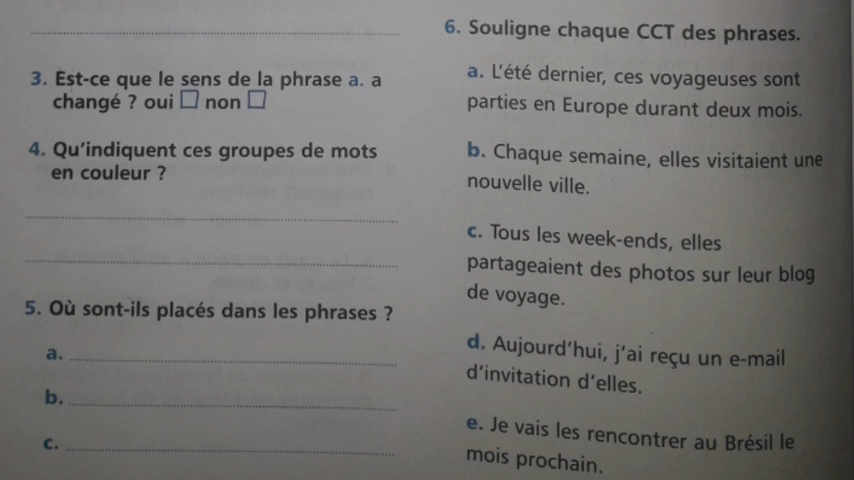 3. Est-ce que le sens de la phrase a. a
changé ? oui □ non □
4. Qu'indiquent ces groupes de mots
en couleur ?
5. Où sont-ils placés dans les phrases ?
a.
b.
c.
6. Souligne chaque CCT des phrases.
a. L'été dernier, ces voyageuses sont
parties en Europe durant deux mois.
b. Chaque semaine, elles visitaient une
nouvelle ville.
c. Tous les week-ends, elles
partageaient des photos sur leur blog
de voyage.
d. Aujourd'hui, j'ai reçu un e-mail
d'invitation d'elles.
e. Je vais les rencontrer au Brésil le
mois prochain.